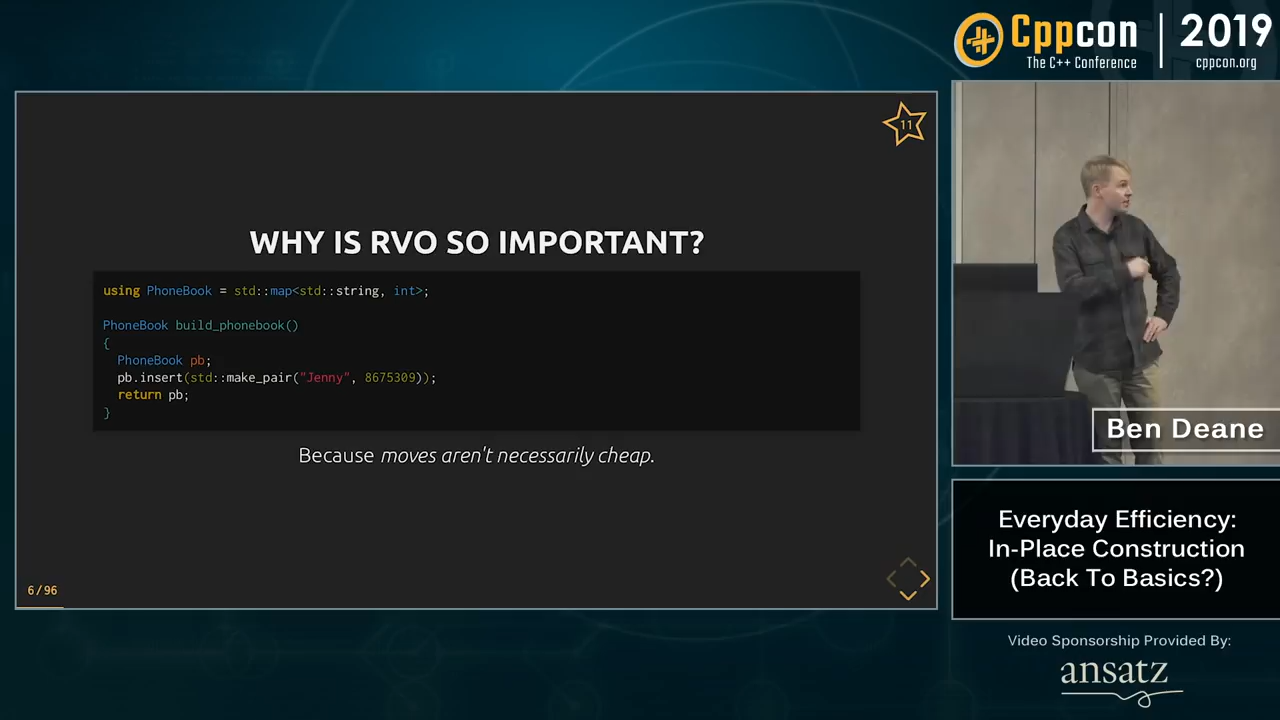 Cppcon
The C++ Conference
2019
cppcon.org
11
WHY IS RVO SO IMPORTANT?
using PhoneBook = std::map<std::string, int>;
PhoneBook build_phonebook()
{
PhoneBook pb;
pb.insert(std::make_pair("Jenny", 8675309));
return pb;
}
Because moves aren't necessarily cheap.
6/96
Ben Deane
Everyday Efficiency:
In-Place Construction
(Back To Basics?)
Video Sponsorship Provided By:
ansatz